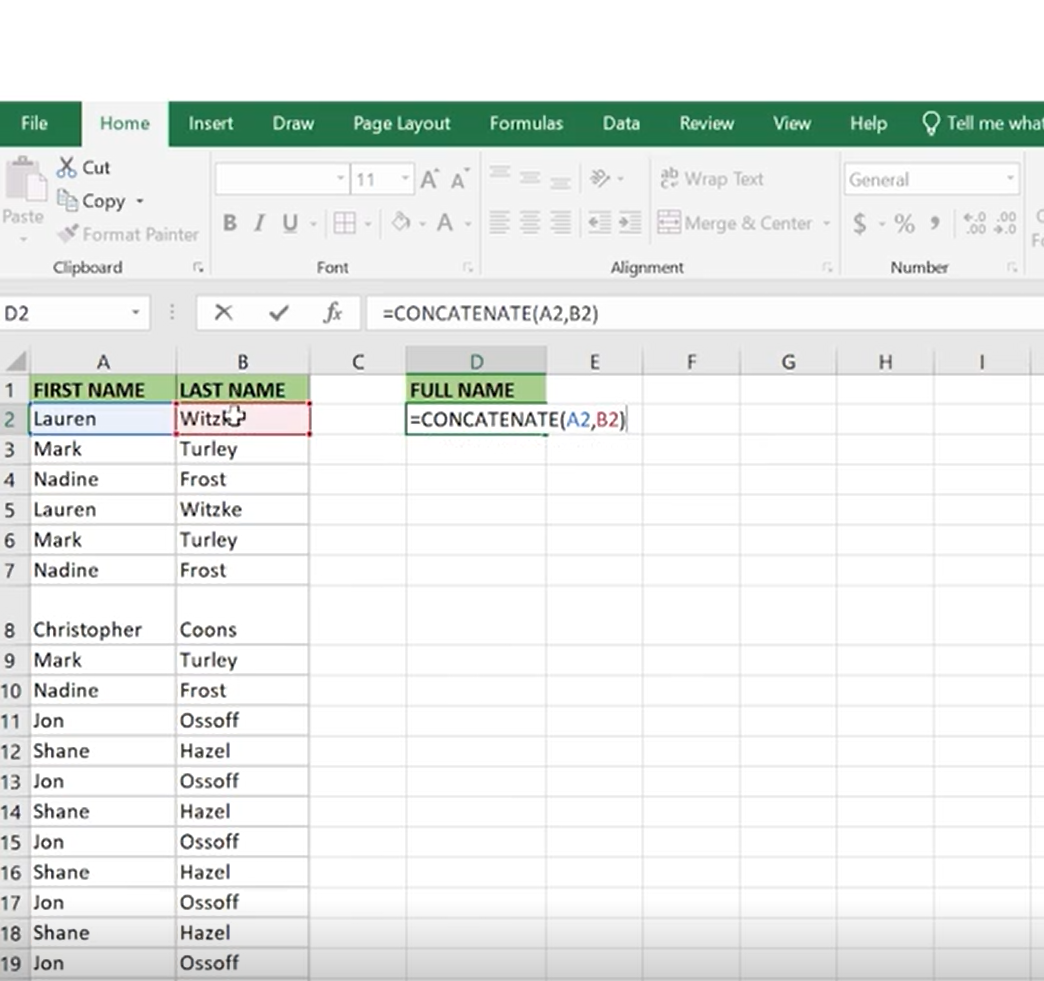 File Home Insert Draw Page Layout Formulas Data Review View Help Tell me what
Cut
11 ab Wrap Text General
Copy
Paste
B I U A Merge & Center $ % , .00 .00
Format Painter
Clipboard Font Alignment Number
D2 fx =CONCATENATE(A2,B2)
A B C D E F G H I
1 FIRST NAME LAST NAME FULL NAME
2 Lauren Witzk =CONCATENATE(A2,B2)
3 Mark Turley
4 Nadine Frost
5 Lauren Witzke
6 Mark Turley
7 Nadine Frost
8 Christopher Coons
9 Mark Turley
10 Nadine Frost
11 Jon Ossoff
12 Shane Hazel
13 Jon Ossoff
14 Shane Hazel
15 Jon Ossoff
16 Shane Hazel
17 Jon Ossoff
18 Shane Hazel
19 Jon Ossoff